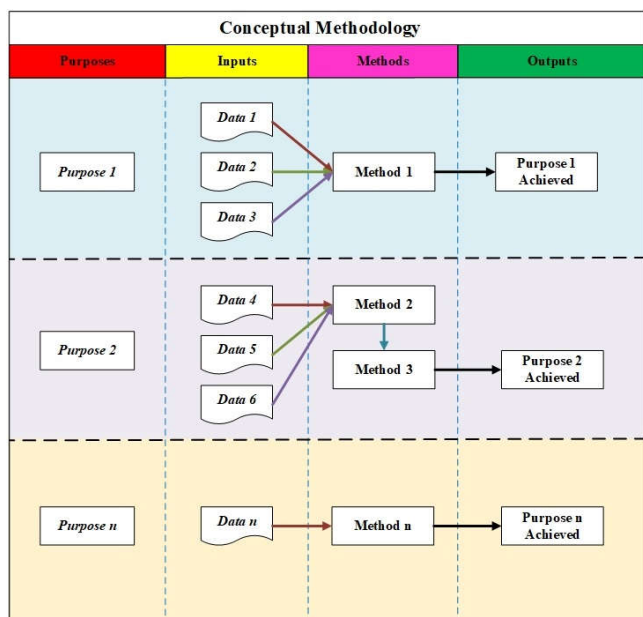 Conceptual Methodology
Purposes
Inputs
Methods
Outputs
Purpose 1
Data 1
Data 2
Data 3
Method 1
Purpose 1
Achieved
Purpose 2
Data 4
Data 5
Data 6
Method 2
Method 3
Purpose 2
Achieved
Purpose n
Data n
Method n
Purpose n
Achieved